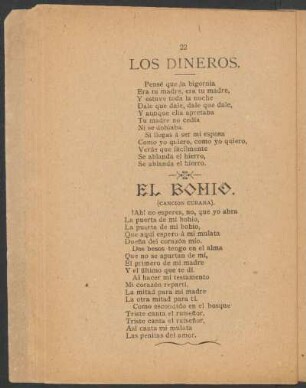 22
LOS DINEROS.
Pensé que la bigornia
Era tu madre, era tu madre,
Y estuve toda la noche
Dale que dale, dale que dale,
Y aunque ella apretaba
Tu madre no cedía
Ni se ablaba.
Si llegas á ser mi esposa
Como yo quiero, como yo quiero,
Verás que fácilmente
Se ablanda el hierro,
Se ablanda el hierro.
EL BOHIO.
(CANCION CUBANA).
!Ah! no esperes, no, que yo abra
La puerta de mi bohio,
La puerta de mi bohio,
Que aquí espero á mi mulata
Dueña del corazón mío.
Dos besos tengo en el alma
Que no se apartan de mí,
El primero de mi madre
Y el último que te dí.
Al hacer mi testamento
Mi corazón repartí,
La mitad para mi madre
La otra mitad para tí.
Como escondido en el bosque
Triste canta el ruiseñor,
Triste canta el ruiseñor,
Así canta mi mulata
Las penitas del amor.